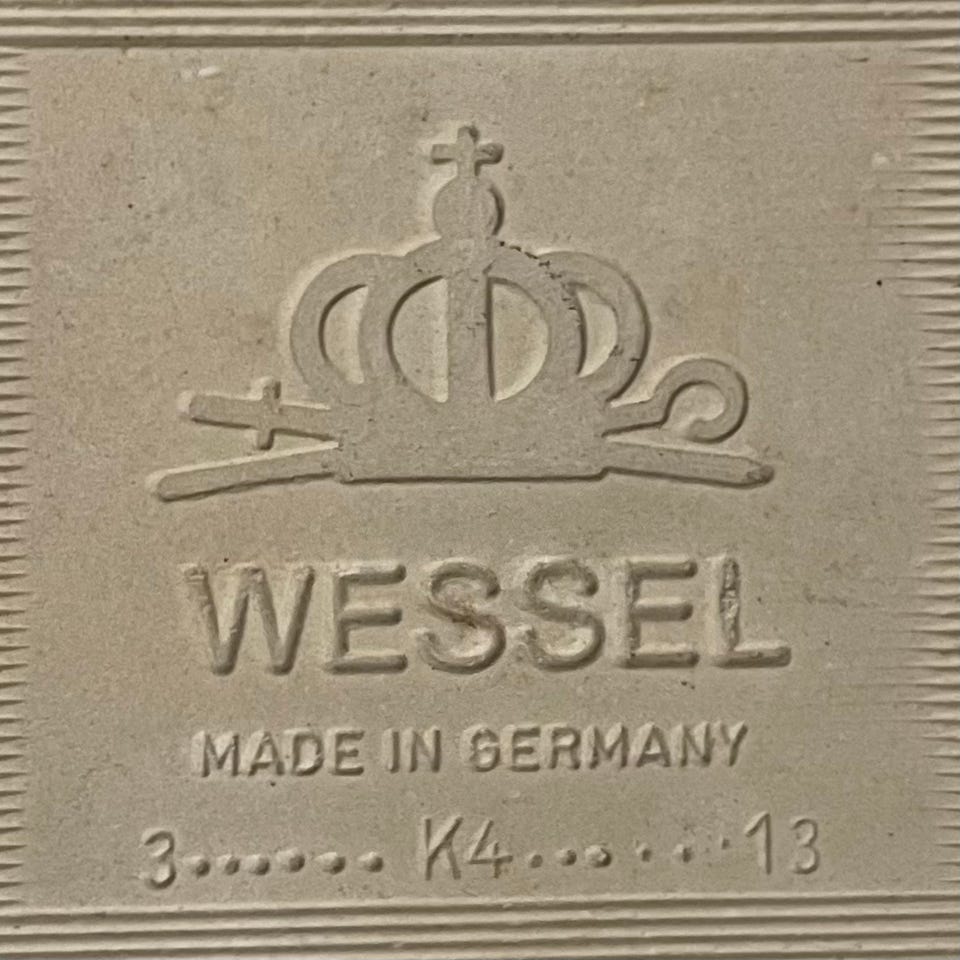 WESSEL
MADE IN GERMANY
3...... K4.......13